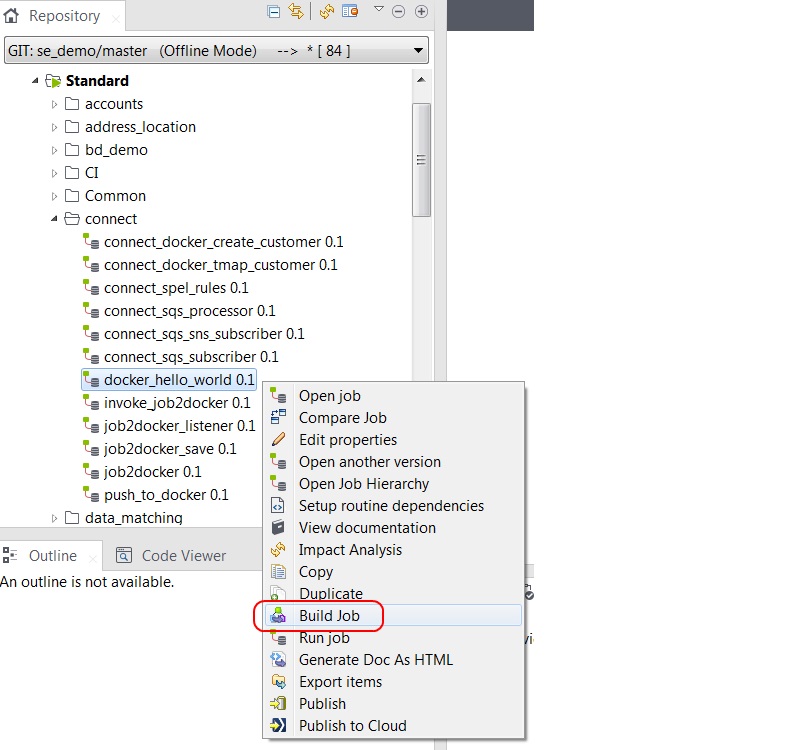 Repository
GIT: se_demo/master   (Offline Mode)    --> * [ 84 ]
Standard
accounts
address_location
bd_demo
CI
Common
connect
connect_docker_create_customer 0.1
connect_docker_tmap_customer 0.1
connect_spel_rules 0.1
connect_sqs_processor 0.1
connect_sqs_sns_subscriber 0.1
connect_sqs_subscriber 0.1
docker_hello_world 0.1
invoke_job2docker 0.1
job2docker_listener 0.1
job2docker_save 0.1
job2docker 0.1
push_to_docker 0.1
data_matching
Open job
Compare Job
Edit properties
Open another version
Open Job Hierarchy
Setup routine dependencies
View documentation
Impact Analysis
Copy
Duplicate
Build Job
Run job
Generate Doc As HTML
Export items
Publish
Publish to Cloud
Outline
Code Viewer
An outline is not available.